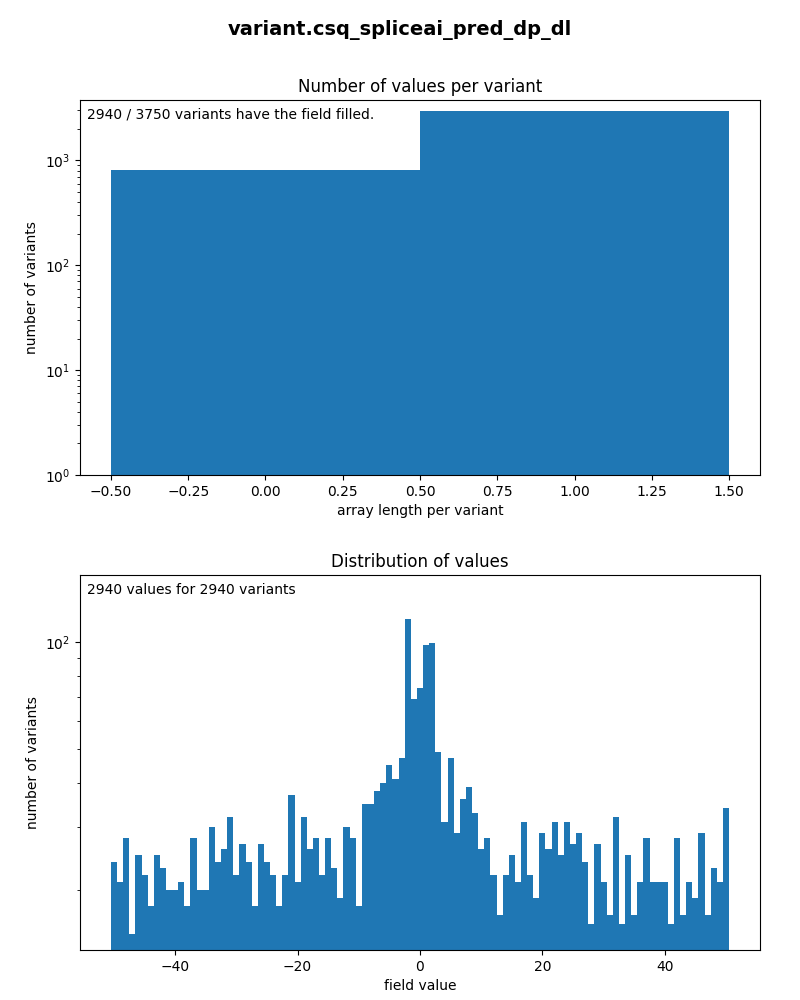 variant.csq_spliceai_pred_dp_dl
Number of values per variant
2940 / 3750 variants have the field filled.
number of variants
10³
10²
10¹
10⁰
−0.50 −0.25 0.00 0.25 0.50 0.75 1.00 1.25 1.50
array length per variant
Distribution of values
2940 values for 2940 variants
number of variants
10²
−40 −20 0 20 40
field value